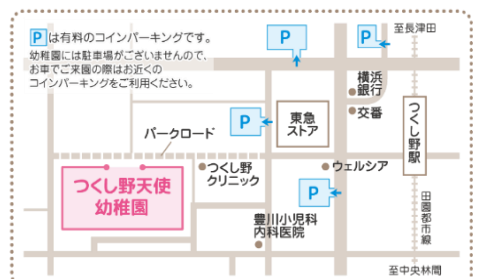 Pは有料のコインパーキングです。
幼稚園には駐車場がございませんので、
お車でご来園の際はお近くの
コインパーキングをご利用ください。
P
P
至長津田
横浜
銀行
交番
P
東急
ストア
つくし野駅
パークロード
つくし野天使
幼稚園
つくし野
クリニック
ウェルシア
P
田園都市線
豊川小児科
内科医院
至中央林間